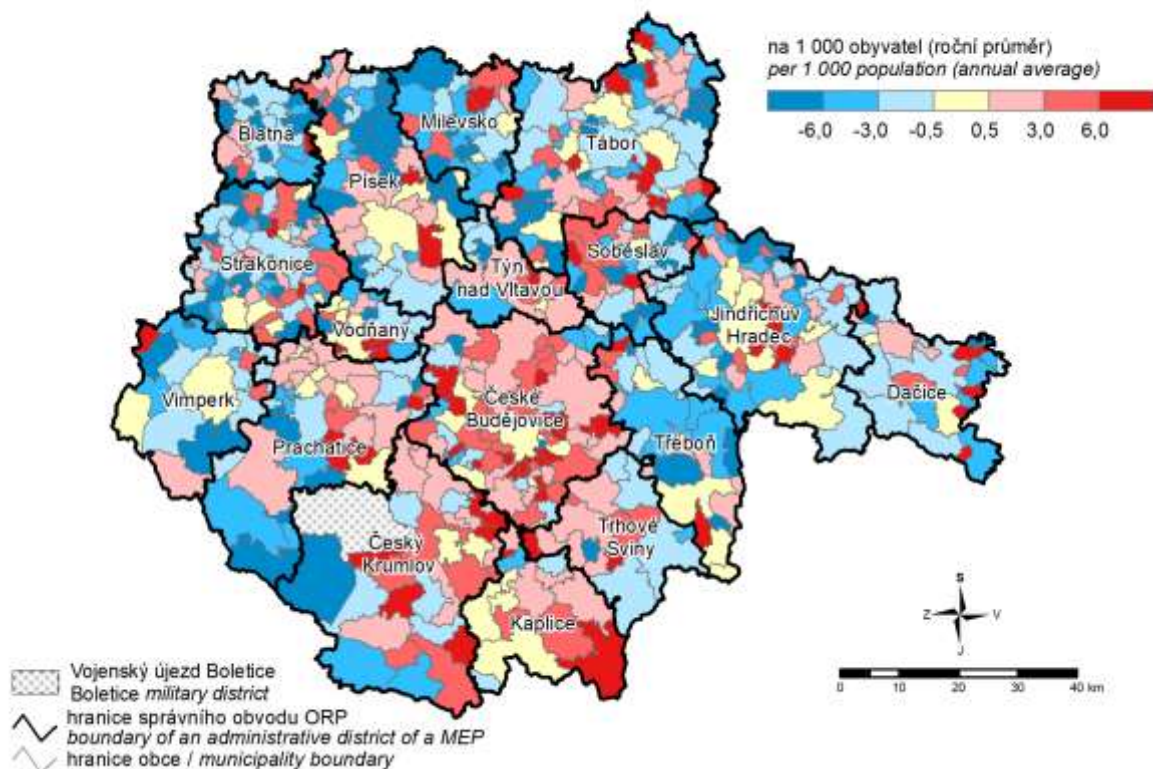 na 1 000 obyvatel (roční průměr)
per 1 000 population (annual average)
-6,0 -3,0 -0,5 0,5 3,0 6,0
Blatná
Milevsko
Tábor
Písek
Strakonice
Soběslav
Týn
nad Vltavou
Vodňany
Jindřichův
Hradec
Vimperk
České
Budějovice
Dačice
Prachatice
Třeboň
Český
Krumlov
Trhové
Sviny
Kaplice
S
Z V
J
0 10 20 30 40 km
Vojenský újezd Boletice
Boletice military district
hranice správního obvodu ORP
boundary of an administrative district of a MEP
hranice obce / municipality boundary